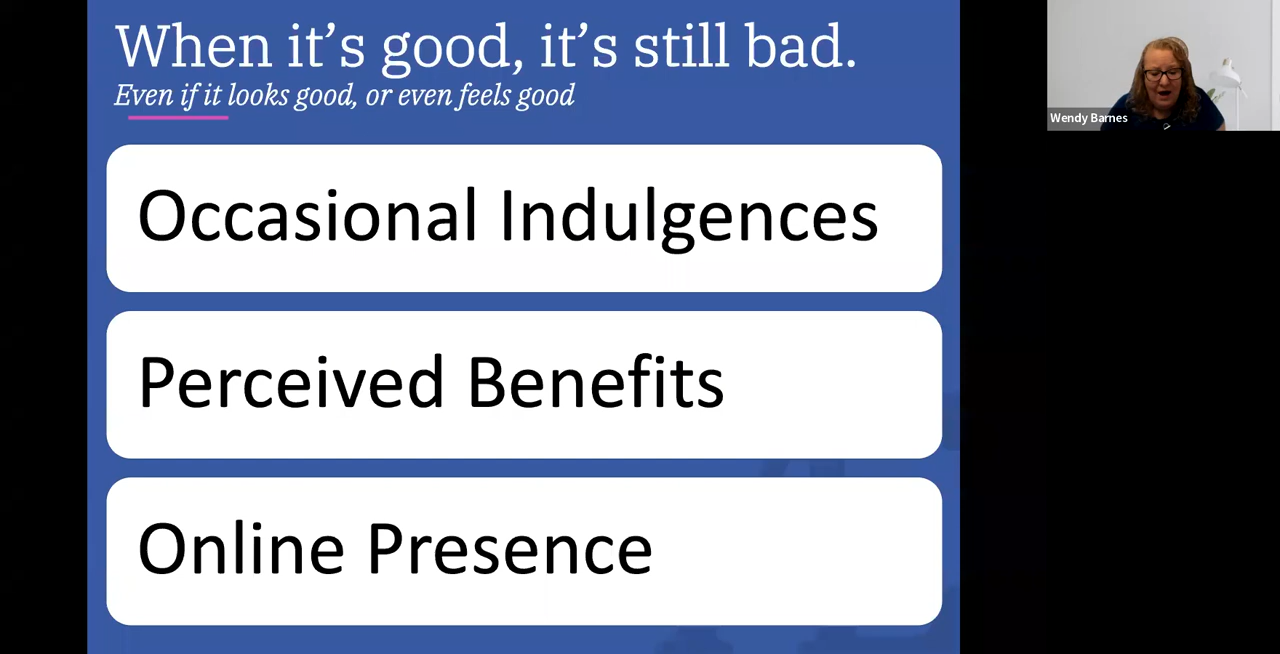 When it's good, it's still bad.
Even if it looks good, or even feels good
Wendy Barnes
Occasional Indulgences
Perceived Benefits
Online Presence